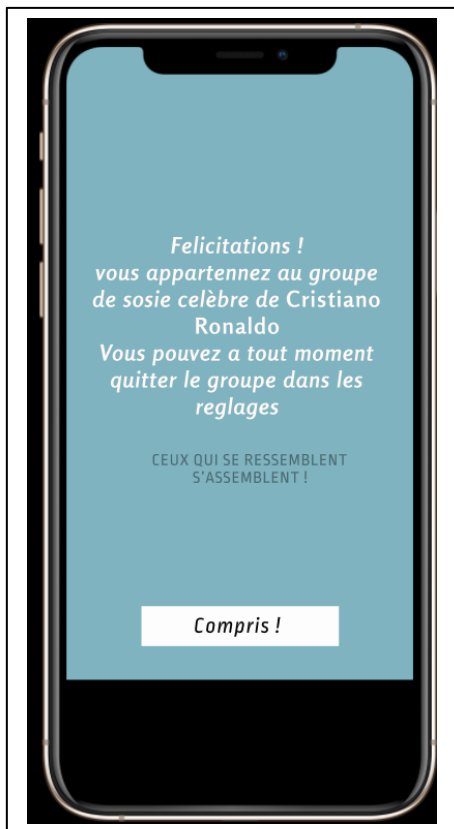 Felicitations !
vous appartennez au groupe
de sosie celèbre de Cristiano
Ronaldo
Vous pouvez a tout moment
quitter le groupe dans les
reglages
CEUX QUI SE RESSEMBLENT
S'ASSEMBLENT !
Compris !